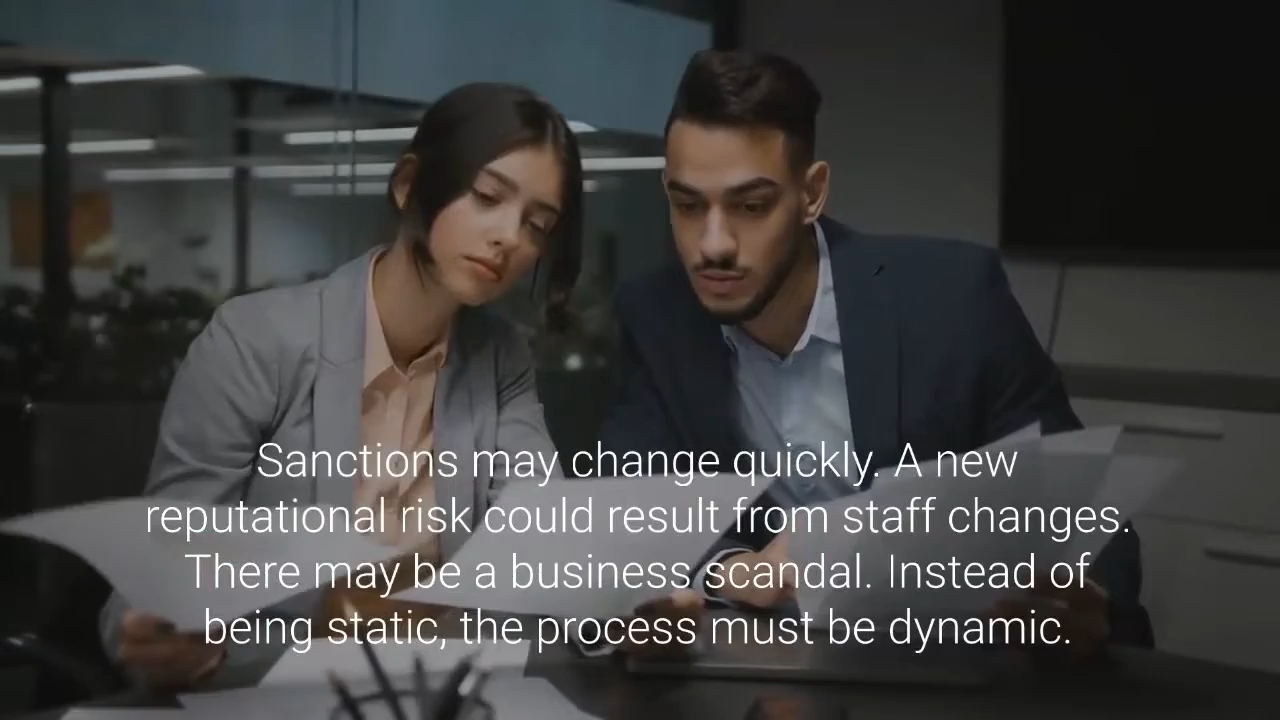 Sanctions may change quickly. A new
reputational risk could result from staff changes.
There may be a business scandal. Instead of
being static, the process must be dynamic.